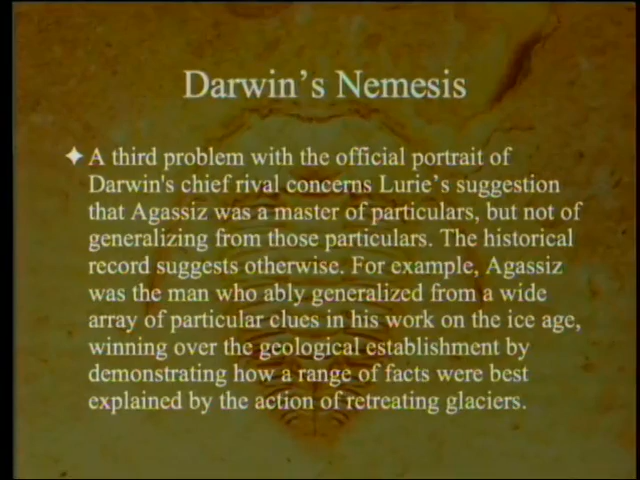 Darwin's Nemesis
A third problem with the official portrait of
Darwin's chief rival concerns Lurie's suggestion
that Agassiz was a master of particulars, but not of
generalizing from those particulars. The historical
record suggests otherwise. For example, Agassiz
was the man who ably generalized from a wide
array of particular clues in his work on the ice age,
winning over the geological establishment by
demonstrating how a range of facts were best
explained by the action of retreating glaciers.